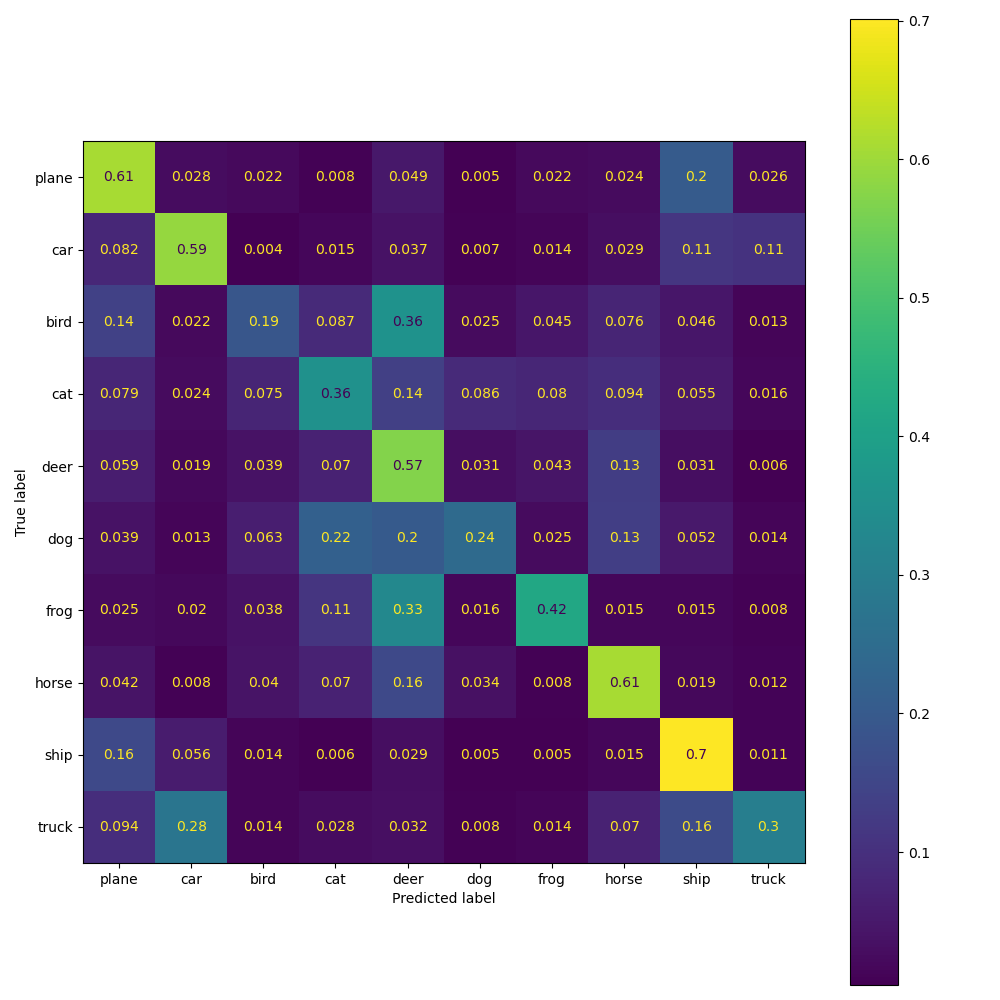 0.7
plane 0.61 0.028 0.022 0.008 0.049 0.005 0.022 0.024 0.2 0.026
0.6
car 0.082 0.59 0.004 0.015 0.037 0.007 0.014 0.029 0.11 0.11
0.5
bird 0.14 0.022 0.19 0.087 0.36 0.025 0.045 0.076 0.046 0.013
cat 0.079 0.024 0.075 0.36 0.14 0.086 0.08 0.094 0.055 0.016
0.4
deer 0.059 0.019 0.039 0.07 0.57 0.031 0.043 0.13 0.031 0.006
True label
dog 0.039 0.013 0.063 0.22 0.2 0.24 0.025 0.13 0.052 0.014
0.3
frog 0.025 0.02 0.038 0.11 0.33 0.016 0.42 0.015 0.015 0.008
horse 0.042 0.008 0.04 0.07 0.16 0.034 0.008 0.61 0.019 0.012
0.2
ship 0.16 0.056 0.014 0.006 0.029 0.005 0.005 0.015 0.7 0.011
truck 0.094 0.28 0.014 0.028 0.032 0.008 0.014 0.07 0.16 0.3
0.1
plane car bird cat deer dog frog horse ship truck
Predicted label